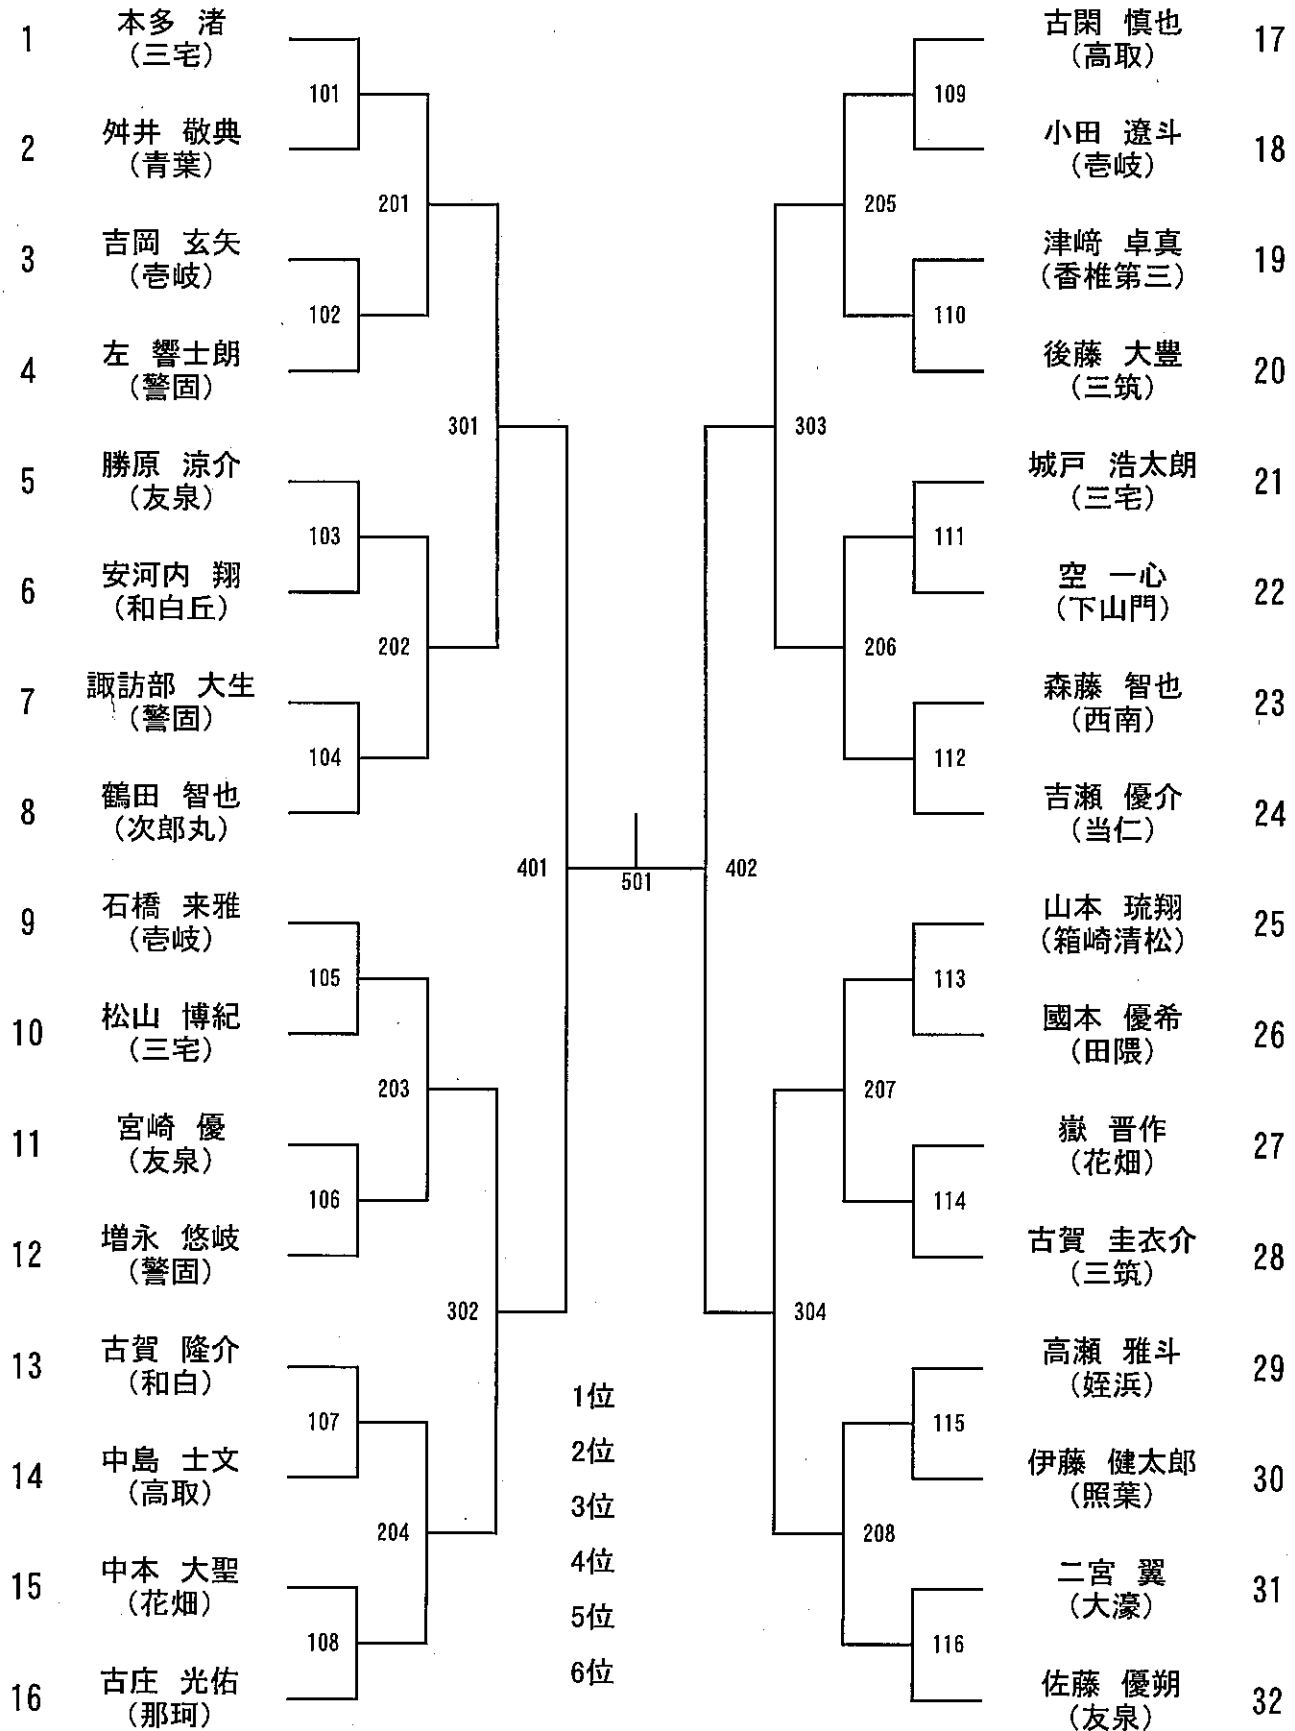 1
本多 渚
(三宅)
101
2
舛井 敬典
(青葉)
201
3
吉岡 玄矢
(壱岐)
102
4
左 響士朗
(警固)
301
5
勝原 涼介
(友泉)
103
6
安河内 翔
(和白丘)
202
7
諏訪部 大生
(警固)
104
8
鶴田 智也
(次郎丸)
401
501
9
石橋 来雅
(壱岐)
105
10
松山 博紀
(三宅)
203
11
宮崎 優
(友泉)
106
12
増永 悠岐
(警固)
302
13
古賀 隆介
(和白)
107
14
中島 士文
(高取)
204
15
中本 大聖
(花畑)
108
16
古庄 光佑
(那珂)
1位
2位
3位
4位
5位
6位
古閑 慎也
(高取)
17
109
小田 遼斗
(壱岐)
18
205
津﨑 卓真
(香椎第三)
19
110
後藤 大豊
(三筑)
20
303
城戸 浩太朗
(三宅)
21
111
空 一心
(下山門)
22
206
森藤 智也
(西南)
23
112
吉瀬 優介
(当仁)
24
402
山本 琉翔
(箱崎清松)
25
113
國本 優希
(田隈)
26
207
嶽 晋作
(花畑)
27
114
古賀 圭衣介
(三筑)
28
304
高瀬 雅斗
(姪浜)
29
115
伊藤 健太郎
(照葉)
30
208
二宮 翼
(大濠)
31
116
佐藤 優朔
(友泉)
32